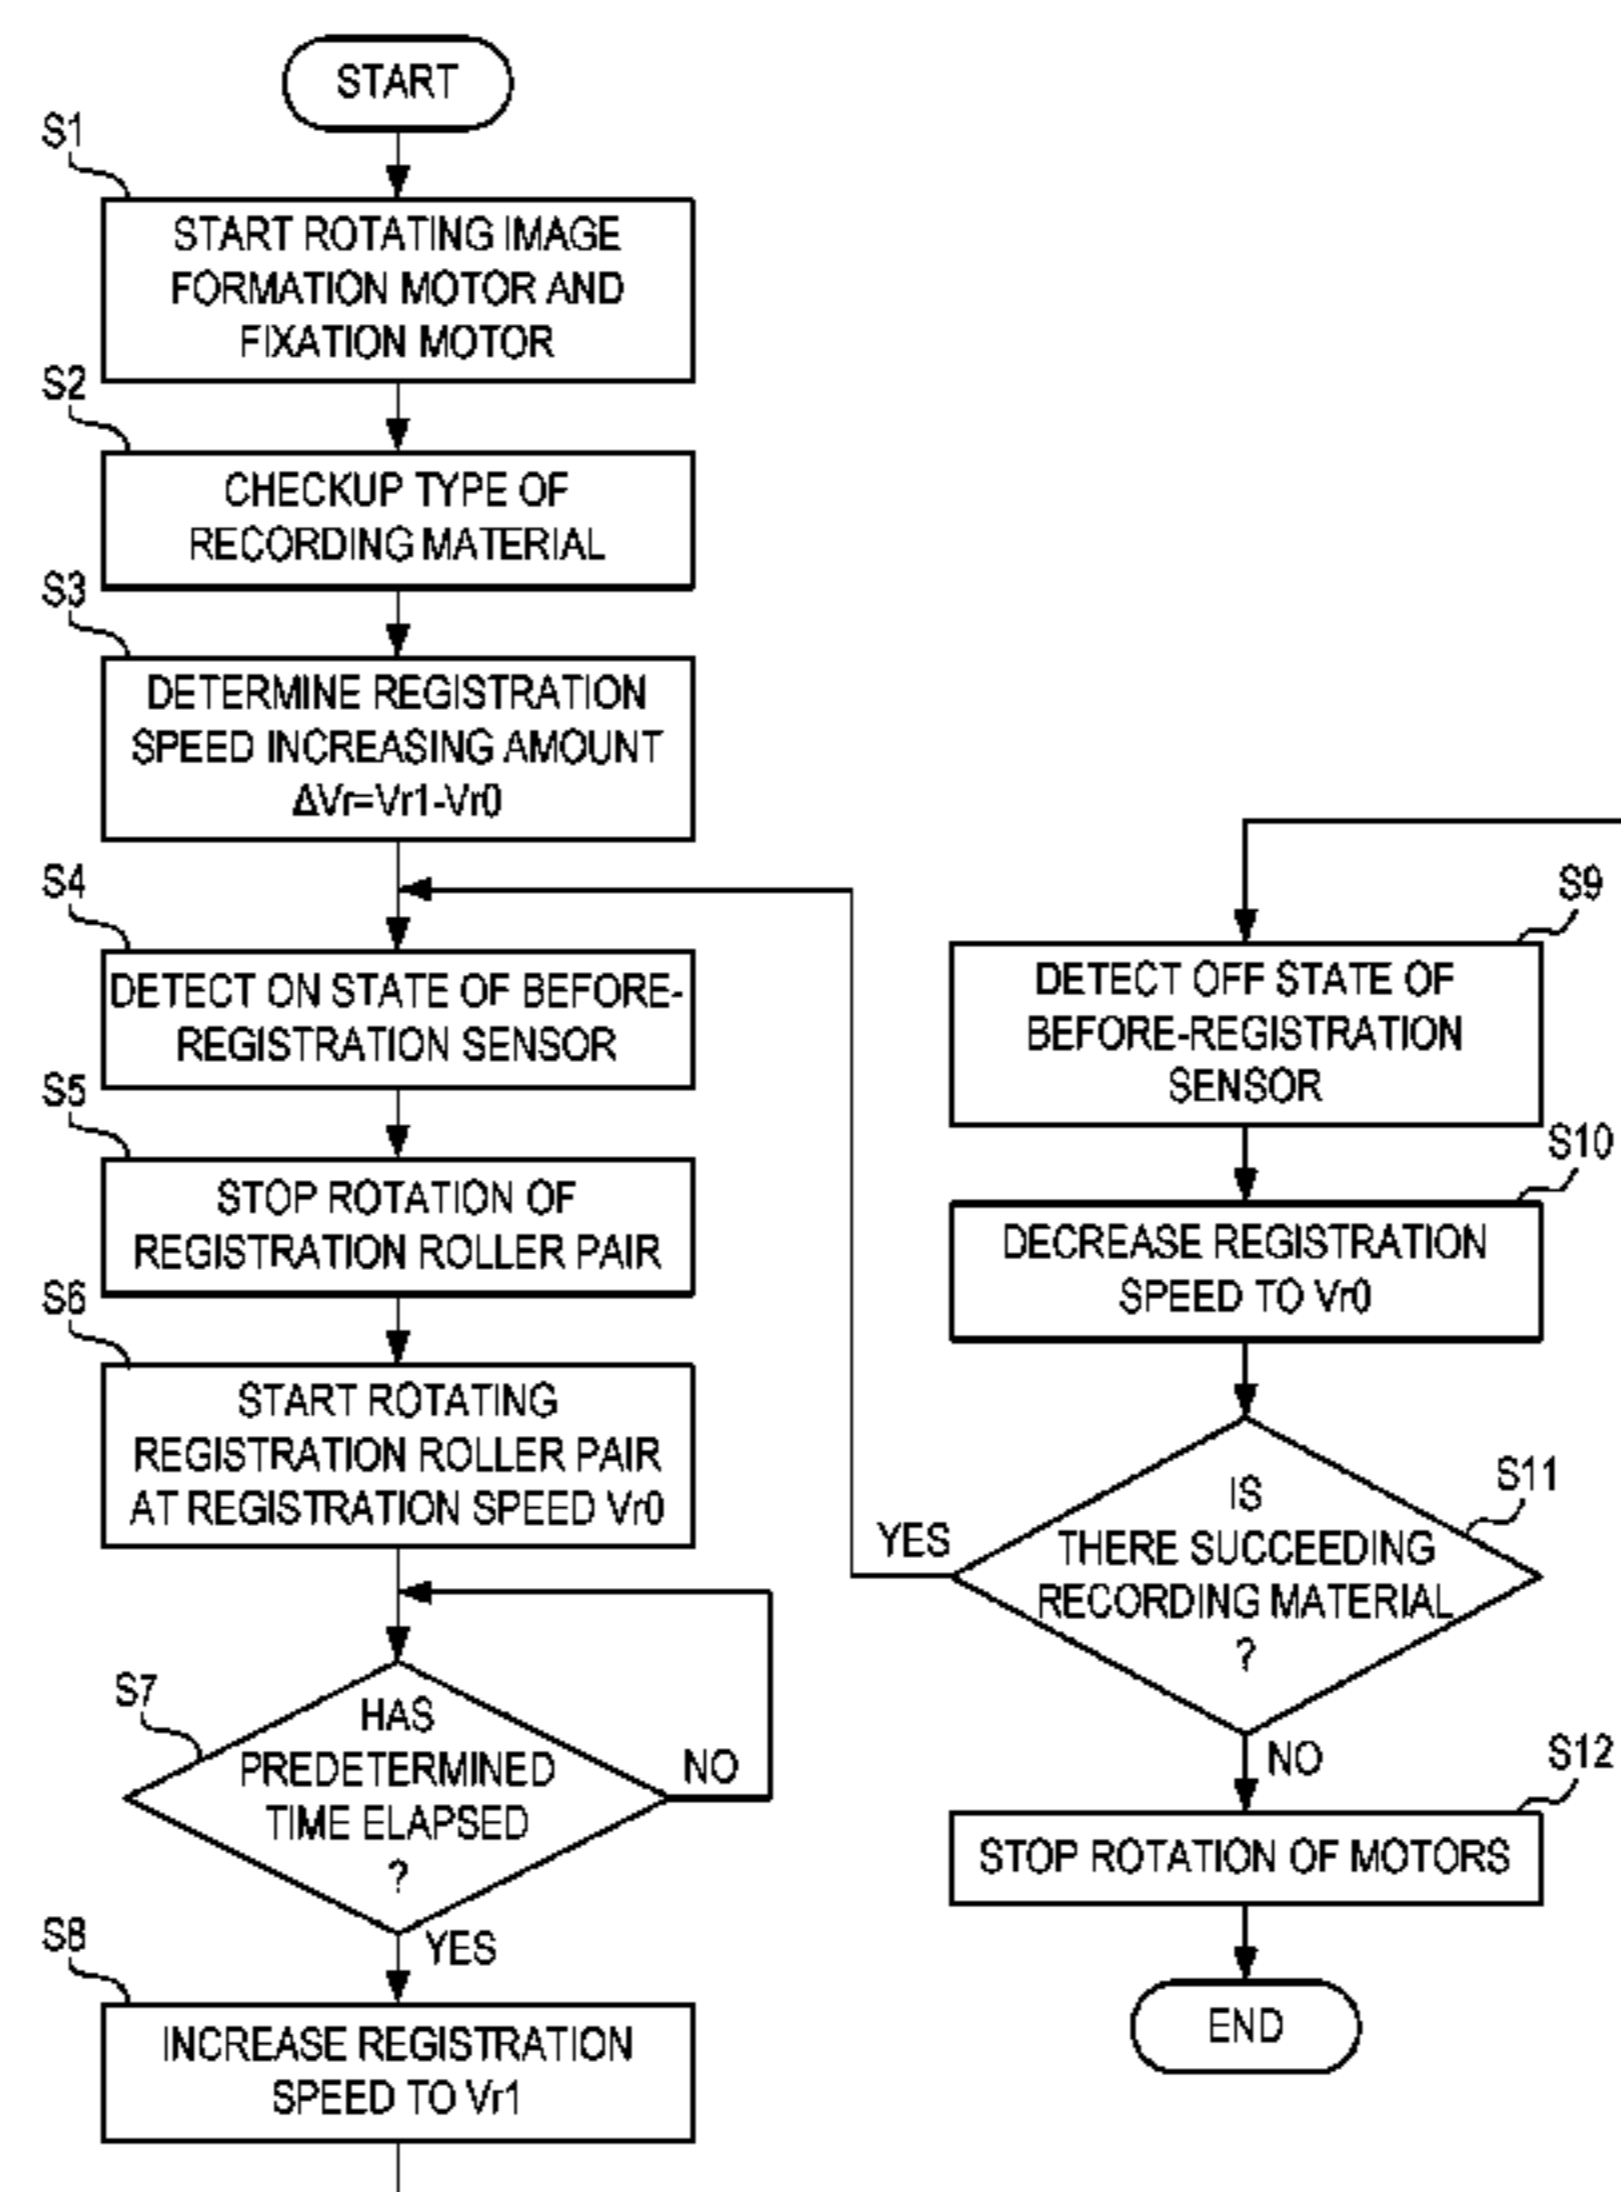 START
S1
START ROTATING IMAGE
FORMATION MOTOR AND
FIXATION MOTOR
S2
CHECKUP TYPE OF
RECORDING MATERIAL
S3
DETERMINE REGISTRATION
SPEED INCREASING AMOUNT
ΔVr=Vr1-Vr0
S4
DETECT ON STATE OF BEFORE-
REGISTRATION SENSOR
S5
STOP ROTATION OF
REGISTRATION ROLLER PAIR
S6
START ROTATING
REGISTRATION ROLLER PAIR
AT REGISTRATION SPEED Vr0
S7
HAS
PREDETERMINED
TIME ELAPSED
?
NO
YES
S8
INCREASE REGISTRATION
SPEED TO Vr1
S9
DETECT OFF STATE OF
BEFORE-REGISTRATION
SENSOR
S10
DECREASE REGISTRATION
SPEED TO Vr0
S11
IS
THERE SUCCEEDING
RECORDING MATERIAL
?
YES
NO
S12
STOP ROTATION OF MOTORS
END